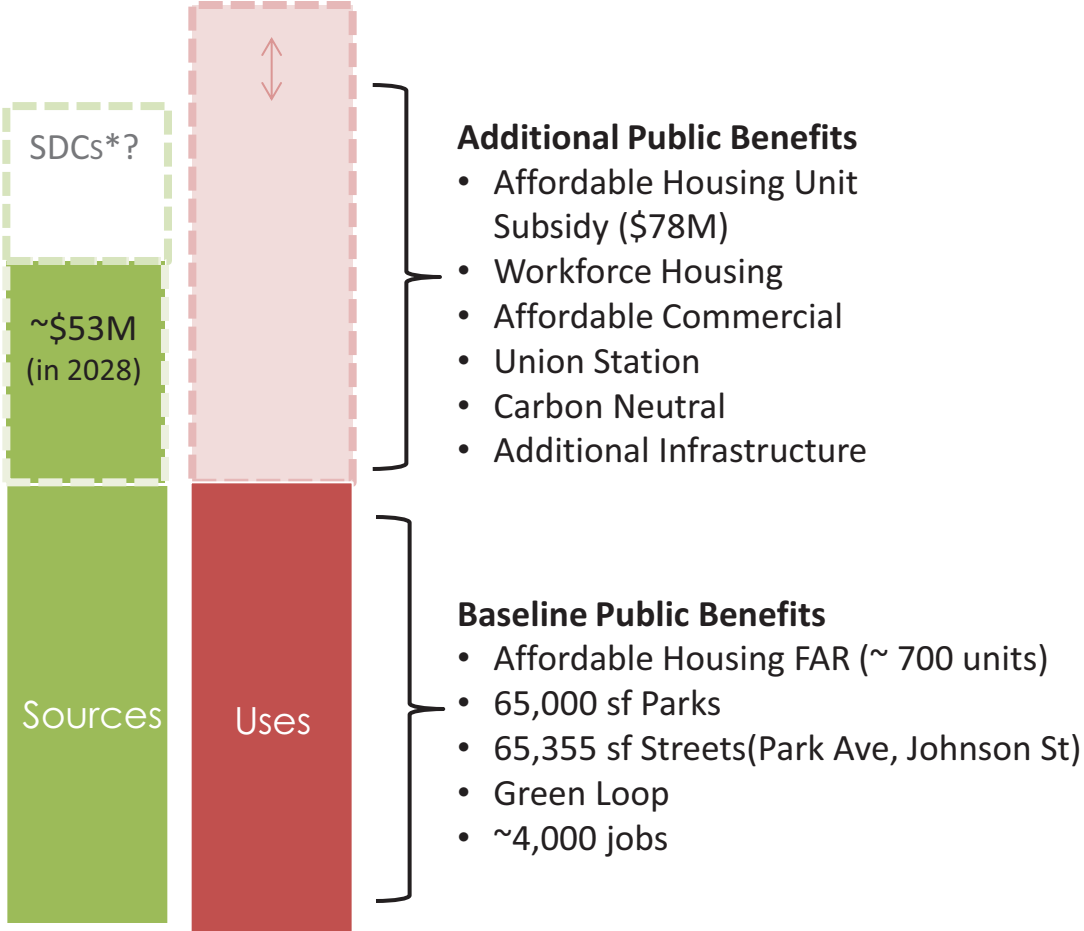 SDCs*?
~$53M
(in 2028)
Sources
Uses
Additional Public Benefits
• Affordable Housing Unit
Subsidy ($78M)
• Workforce Housing
• Affordable Commercial
• Union Station
• Carbon Neutral
• Additional Infrastructure
Baseline Public Benefits
• Affordable Housing FAR (~ 700 units)
• 65,000 sf Parks
• 65,355 sf Streets(Park Ave, Johnson St)
• Green Loop
• ~4,000 jobs